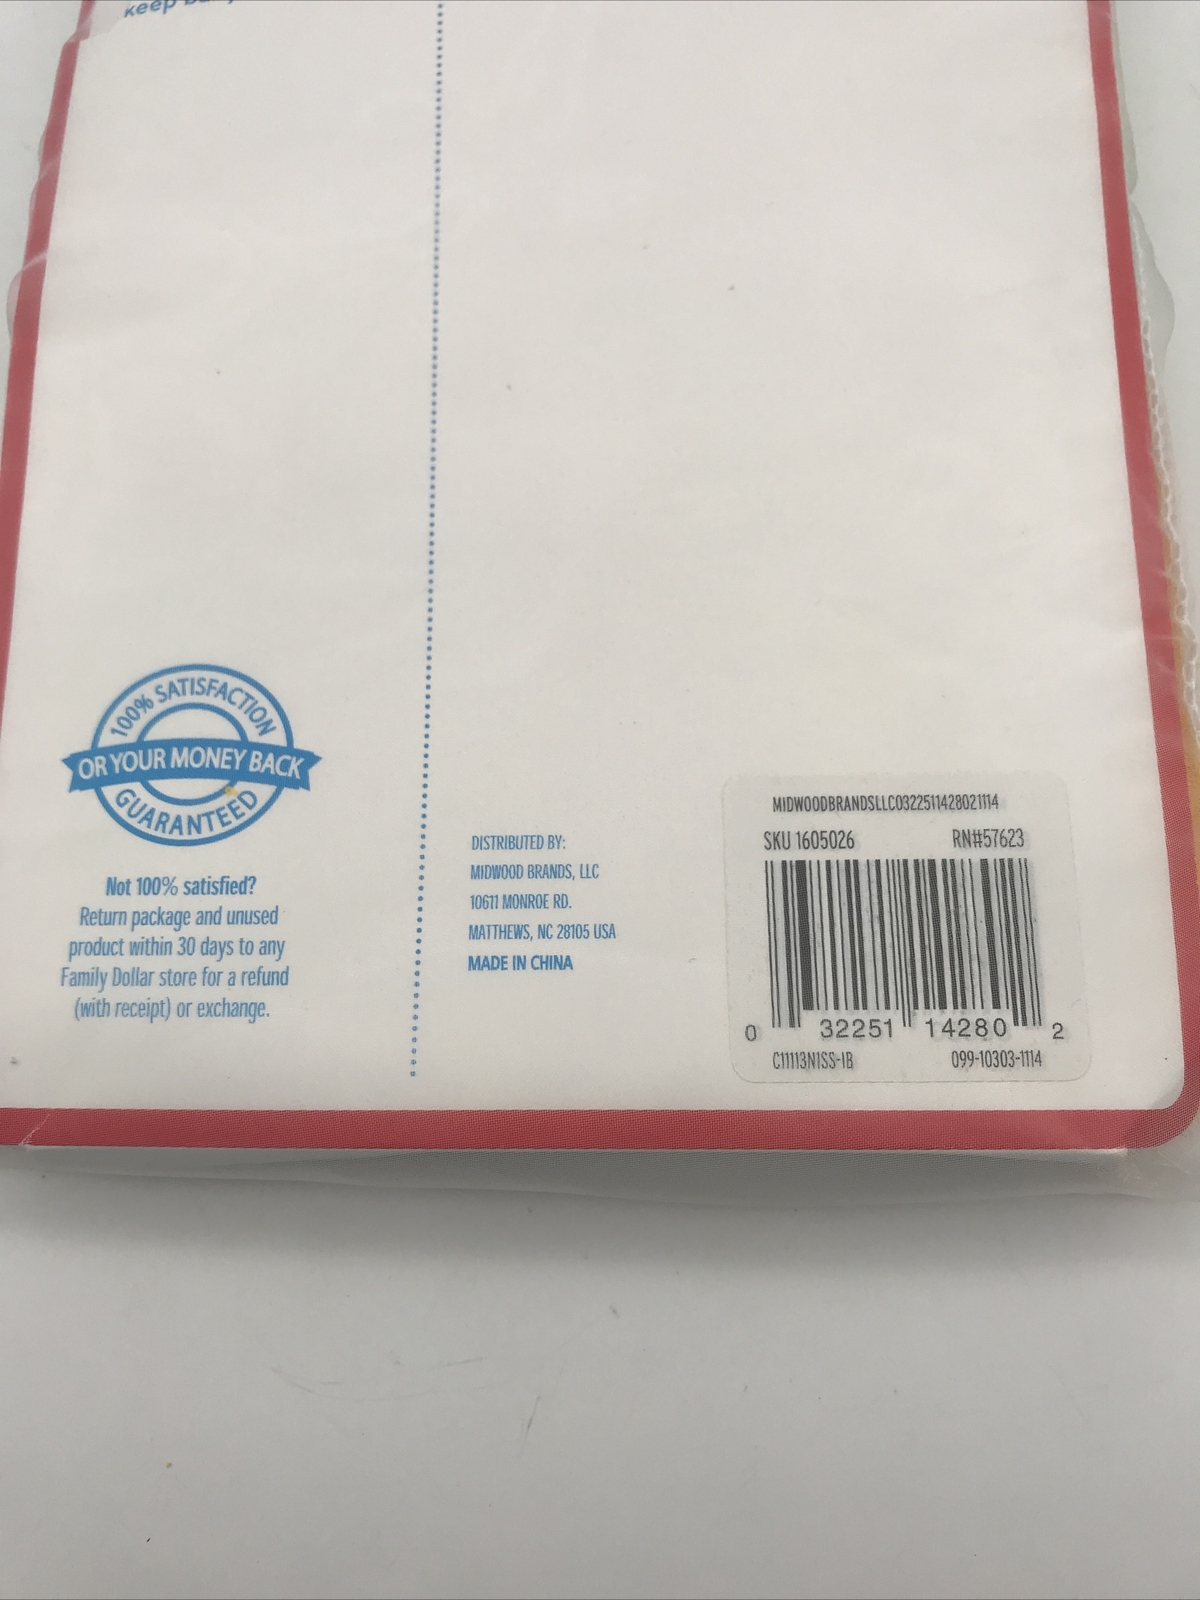 keep
100% SATISFACTION
OR YOUR MONEY BACK
GUARANTEED
Not 100% satisfied?
Return package and unused
product within 30 days to any
Family Dollar store for a refund
(with receipt) or exchange.
DISTRIBUTED BY:
MIDWOOD BRANDS, LLC
10611 MONROE RD.
MATTHEWS, NC 28105 USA
MADE IN CHINA
MIDWOODBRANDSLLC0322511428021114
SKU 1605026 RN#57623
0 32251 14280 2
C11113N1SS-IB 099-10303-1114